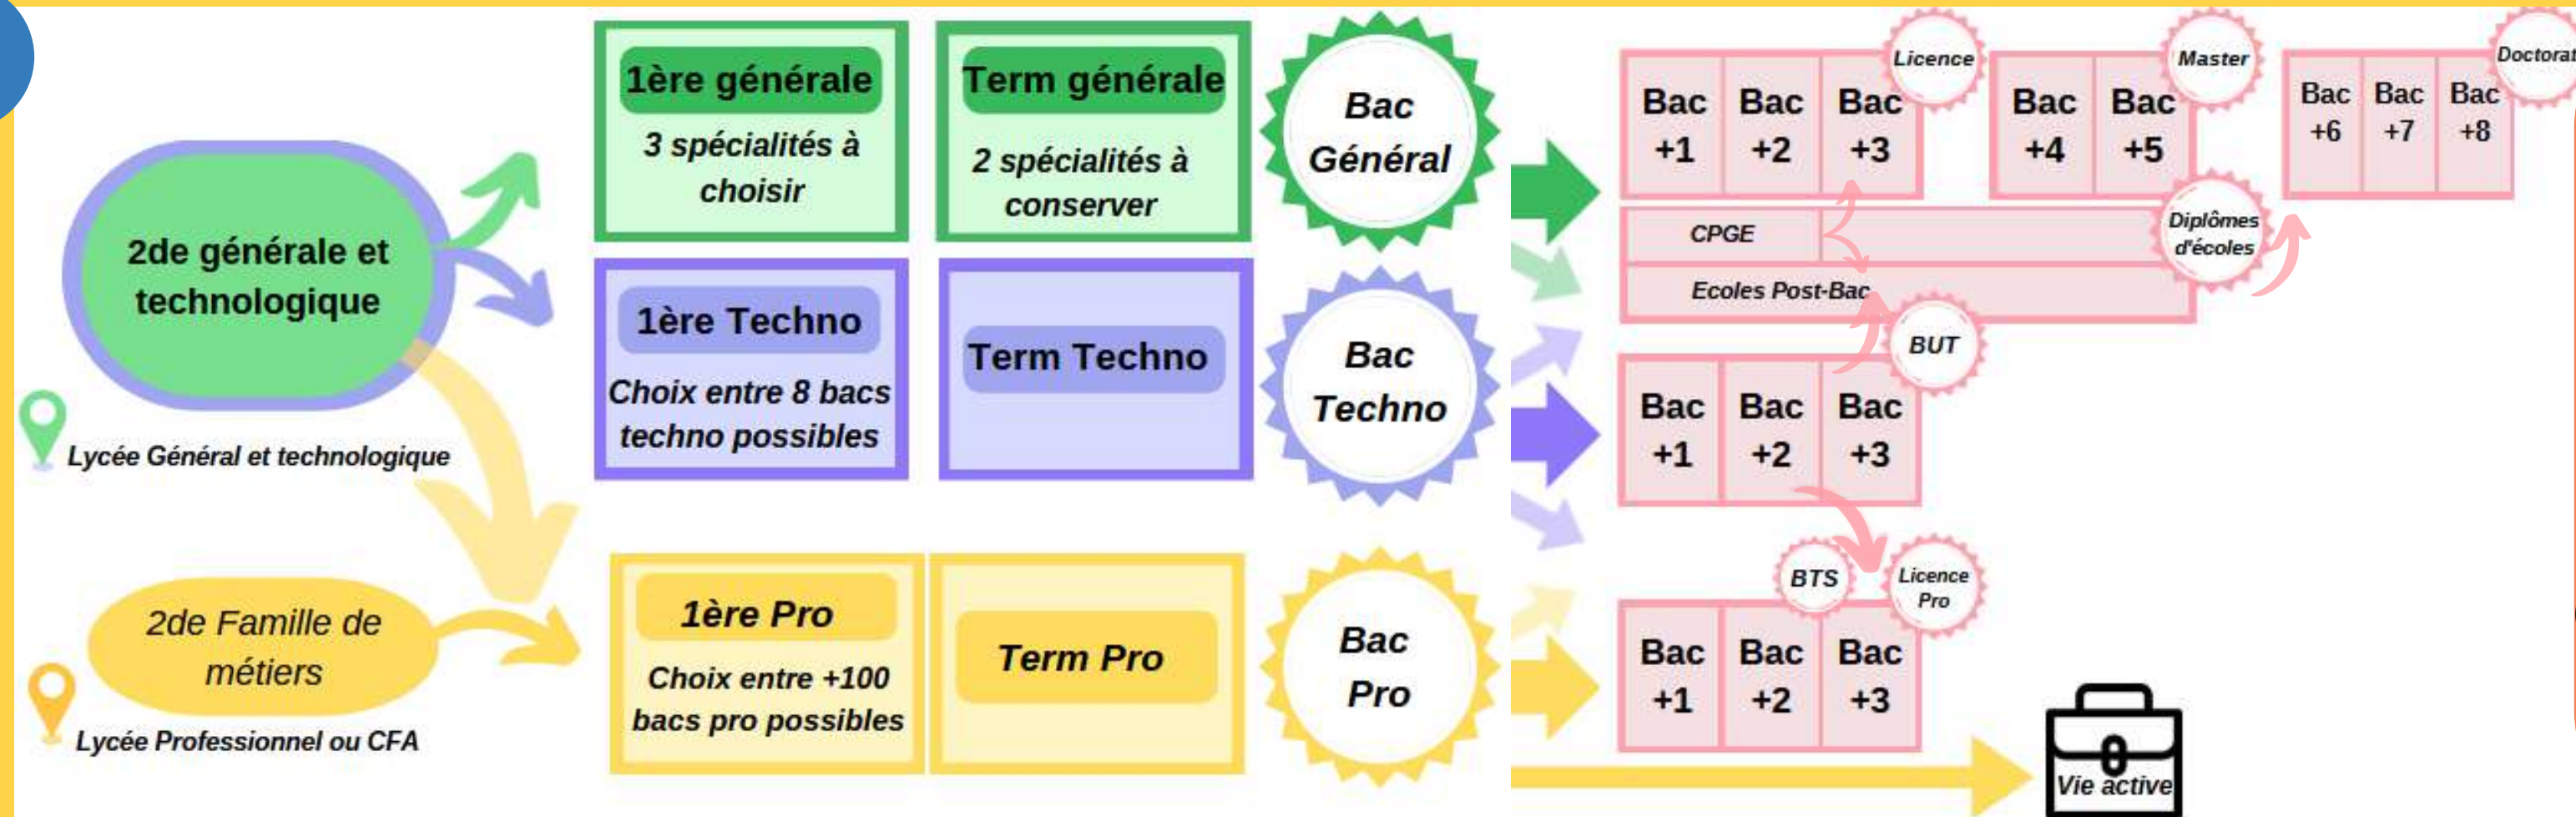 2de générale et
technologique
Lycée Général et technologique
2de Famille de
métiers
Lycée Professionnel ou CFA
1ère générale
3 spécialités à
choisir
Term générale
2 spécialités à
conserver
Bac
Général
1ère Techno
Choix entre 8 bacs
techno possibles
Term Techno
Bac
Techno
1ère Pro
Choix entre +100
bacs pro possibles
Term Pro
Bac
Pro
Bac
+1
Bac
+2
Bac
+3
Licence
Bac
+4
Bac
+5
Master
Bac
+6
Bac
+7
Bac
+8
Doctorat
CPGE
Diplômes
d'écoles
Ecoles Post-Bac
BUT
Bac
+1
Bac
+2
Bac
+3
BTS
Licence
Pro
Bac
+1
Bac
+2
Bac
+3
Vie active